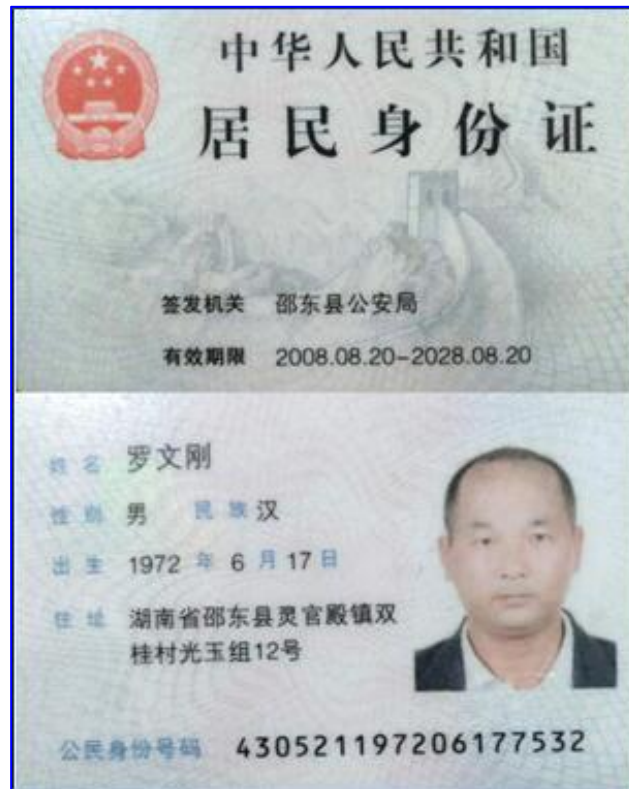 中华人民共和国
居民身份证
签发机关 邵东县公安局
有效期限 2008.08.20-2028.08.20
姓名 罗文刚
性别 男 民族 汉
出生 1972 年 6 月 17 日
住址 湖南省邵东县灵官殿镇双
桂村光玉组12号
公民身份号码 430521197206177532